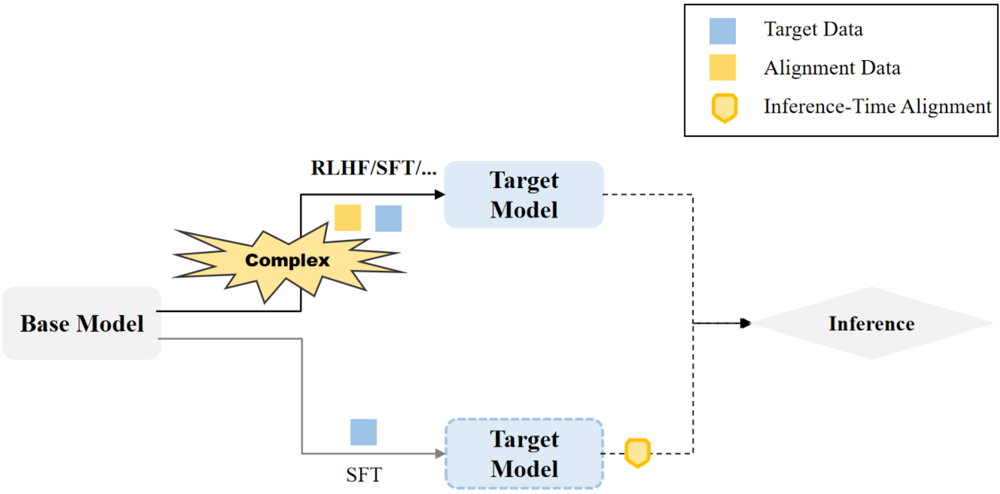 Target Data
Alignment Data
Inference-Time Alignment
RLHF/SFT/...
Target
Model
Complex
Base Model
Inference
Target
Model
SFT